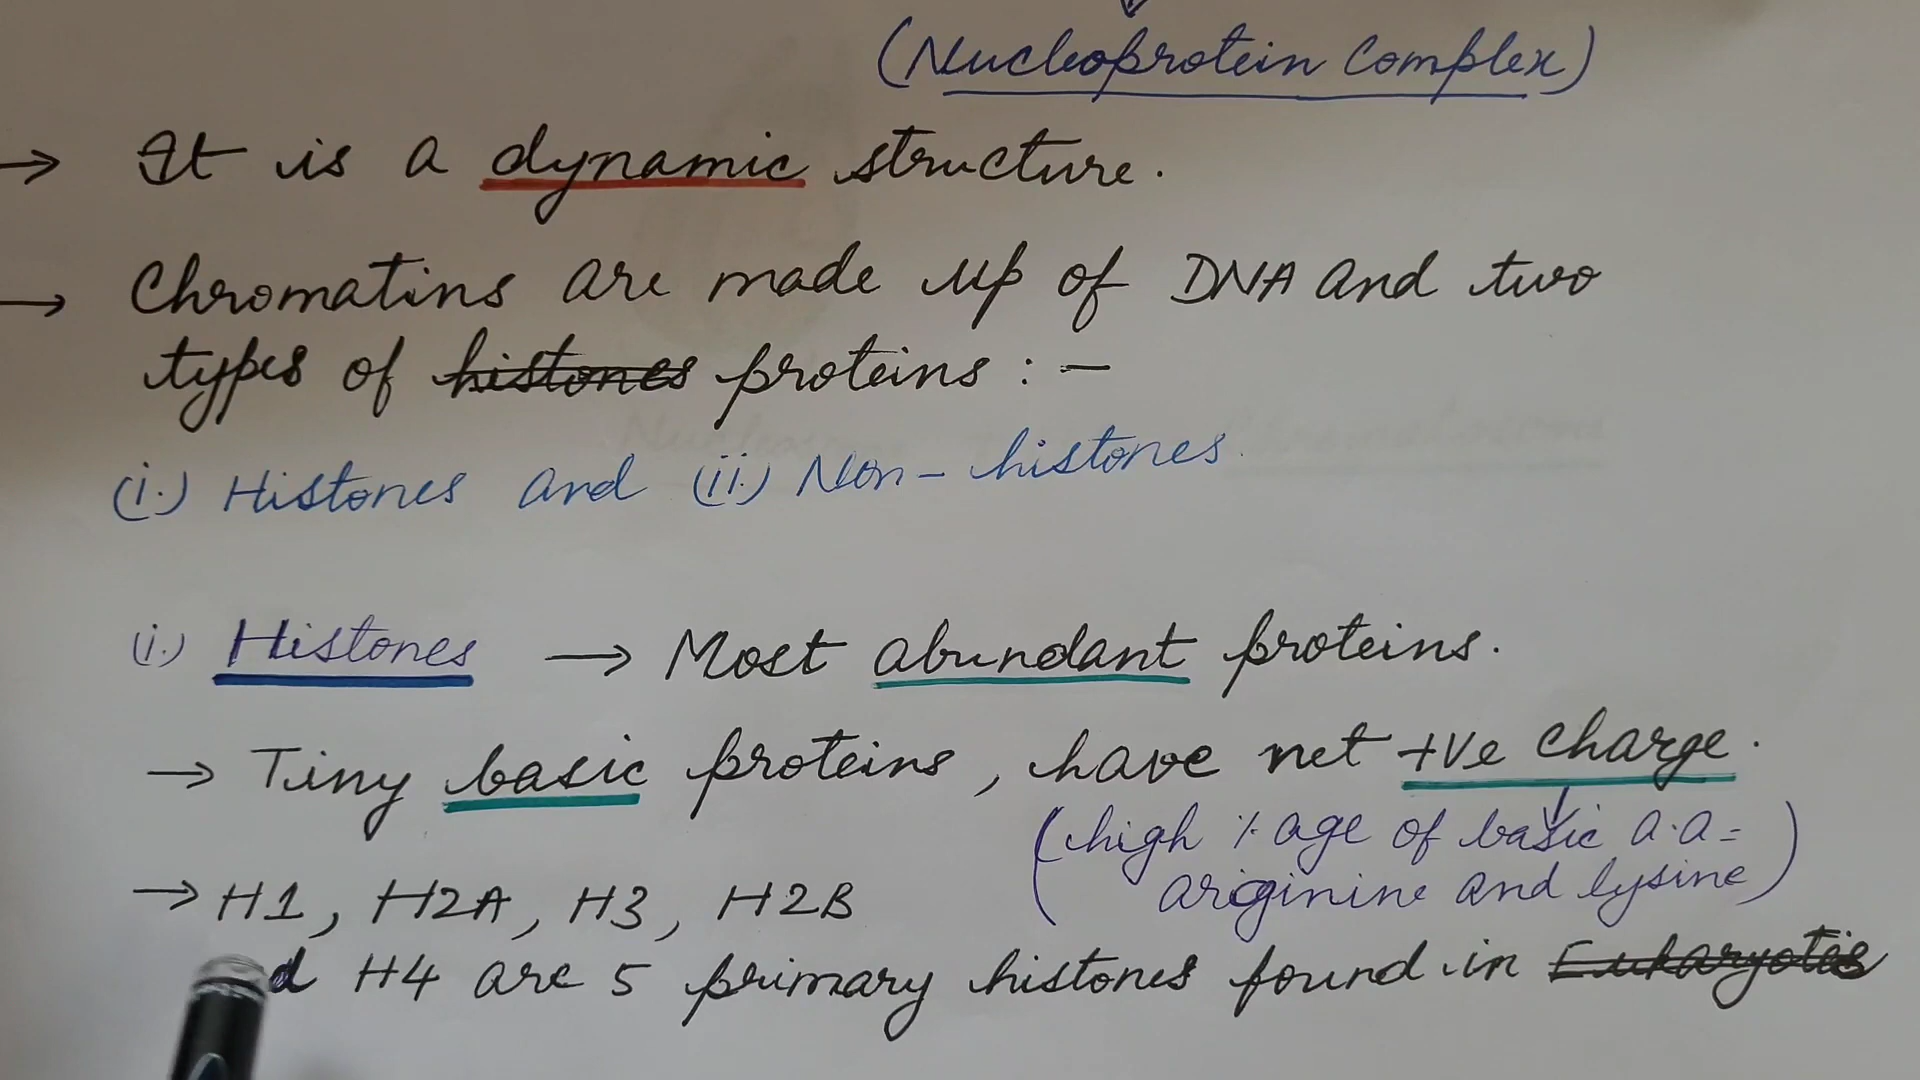 (Nucleoprotein Complex)
→ It is a dynamic structure.
→ Chromatins are made up of DNA and two
types of histones proteins : -
(i.) Histones and (ii.) Non-histones.
(i.) Histones → Most abundant proteins.
→ Tiny basic proteins, have net +ve charge.
(high %age of basic a.a-
arginine and lysine)
→ H1, H2A, H3, H2B
d H4 are 5 primary histones found in Eukaryotes